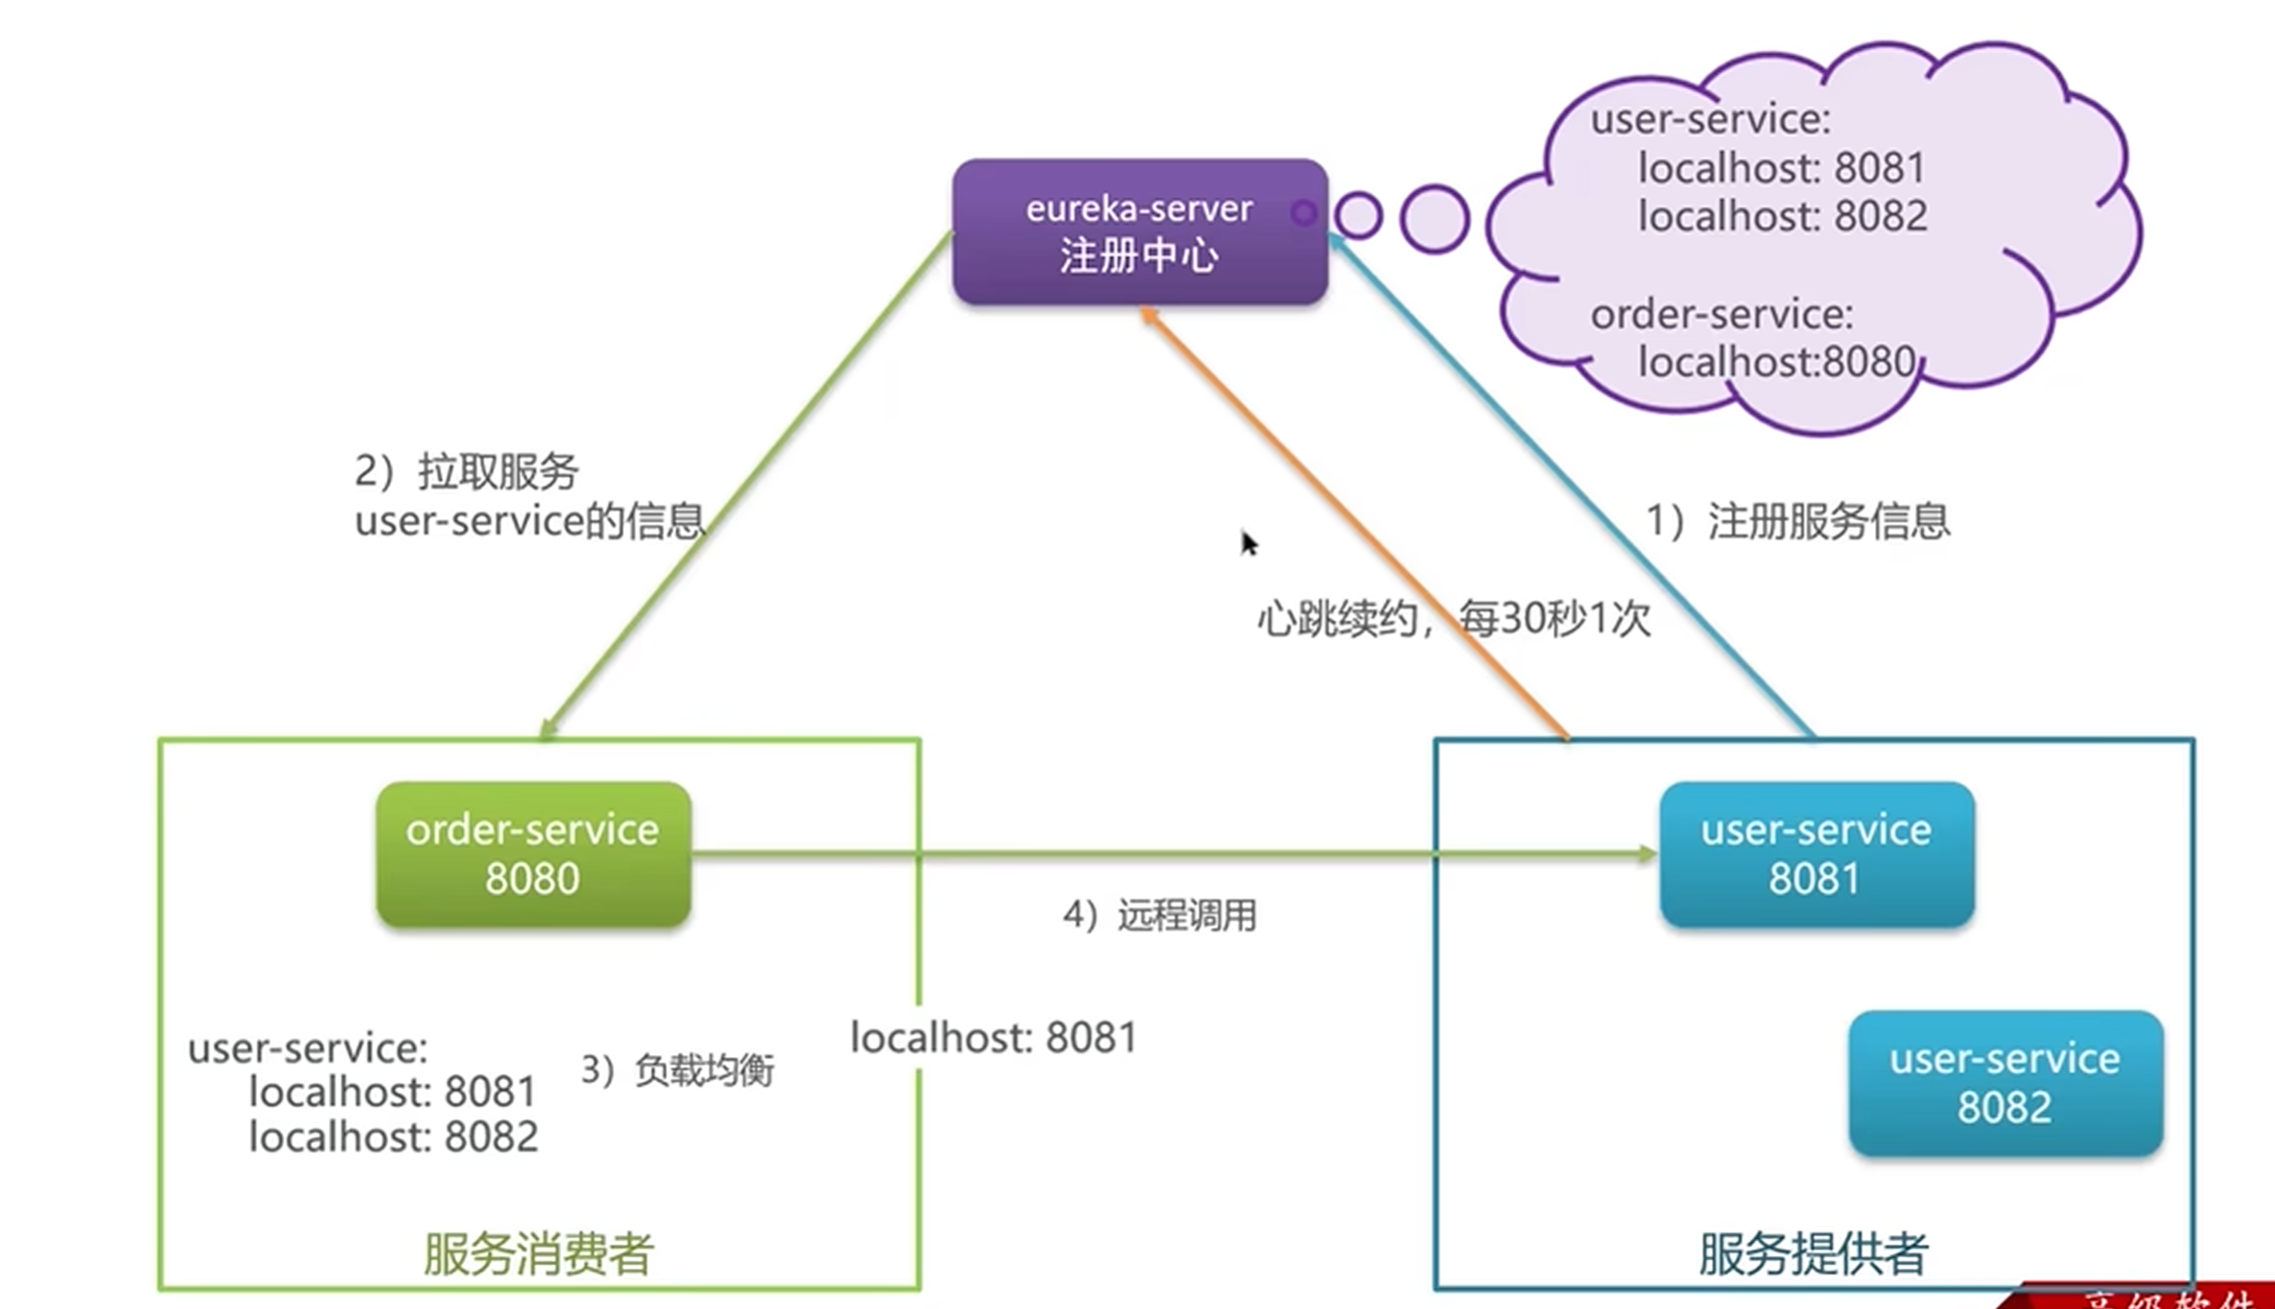 user-service:
localhost: 8081
localhost: 8082
order-service:
localhost:8080
eureka-server
注册中心
2）拉取服务
user-service的信息
1）注册服务信息
心跳续约，每30秒1次
order-service
8080
user-service
8081
4）远程调用
user-service:
localhost: 8081
localhost: 8082
3）负载均衡
localhost: 8081
user-service
8082
服务消费者
服务提供者
高级软件